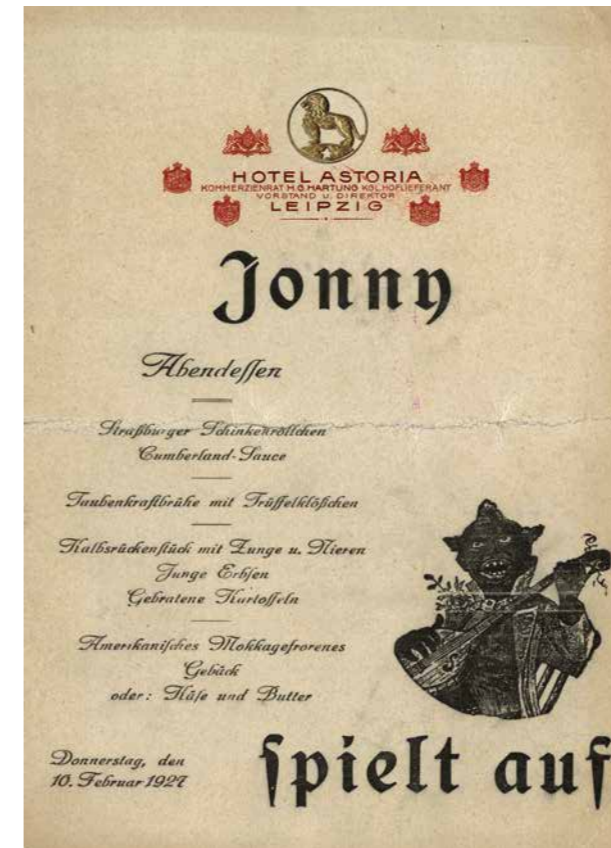 HOTEL ASTORIA
KOMMERZIENRAT H.O. HARTUNG KGL. HOFLIEFERANT
VORSTAND U. DIREKTOR
LEIPZIG
Jonny
Abendeſſen
Straßburger Schinkenröllchen
Cumberland-Sauce
Taubenkraftbrühe mit Trüffelklößchen
Kalbsrückenſtück mit Zunge u. Nieren
Junge Erbſen
Gebratene Kartoffeln
Amerikaniſches Mokkagefrorenes
Gebäck
oder: Käſe und Butter
Donnerstag, den
10. Februar 1927
ſpielt auf